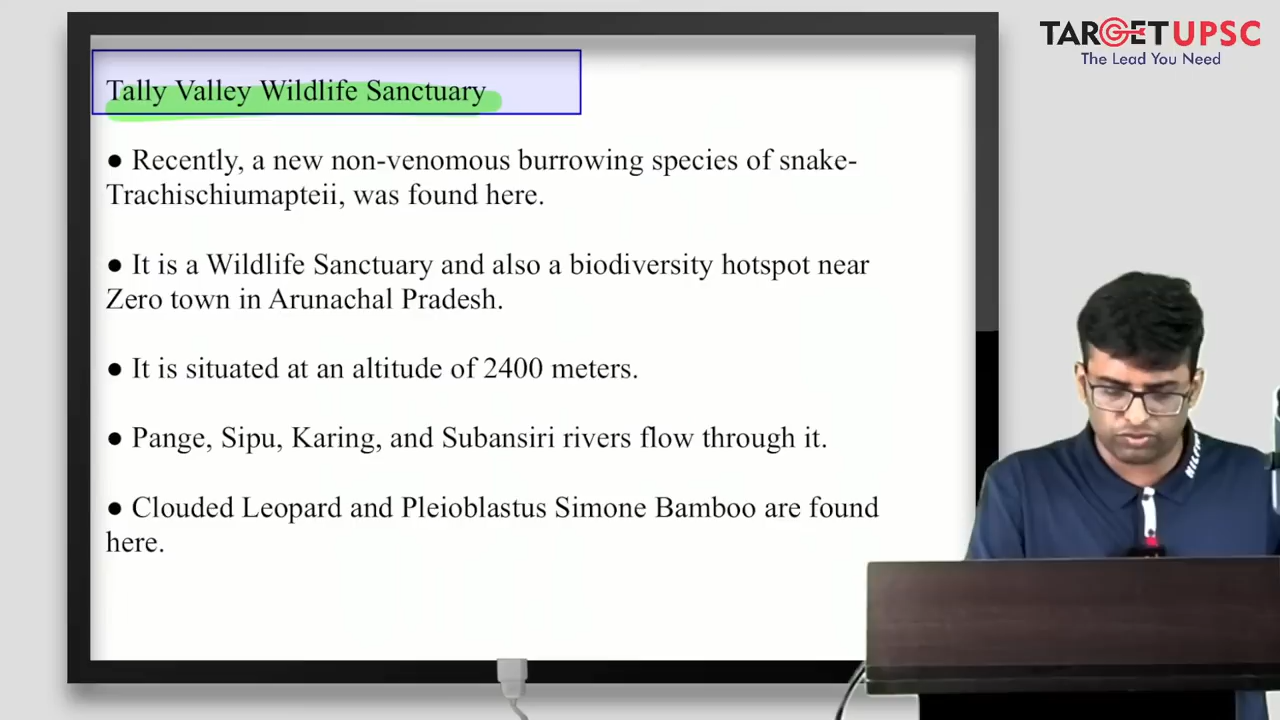 TARGET UPSC
The Lead You Need
Tally Valley Wildlife Sanctuary
● Recently, a new non-venomous burrowing species of snake-
Trachischiumapteii, was found here.
● It is a Wildlife Sanctuary and also a biodiversity hotspot near
Zero town in Arunachal Pradesh.
● It is situated at an altitude of 2400 meters.
● Pange, Sipu, Karing, and Subansiri rivers flow through it.
● Clouded Leopard and Pleioblastus Simone Bamboo are found
here.